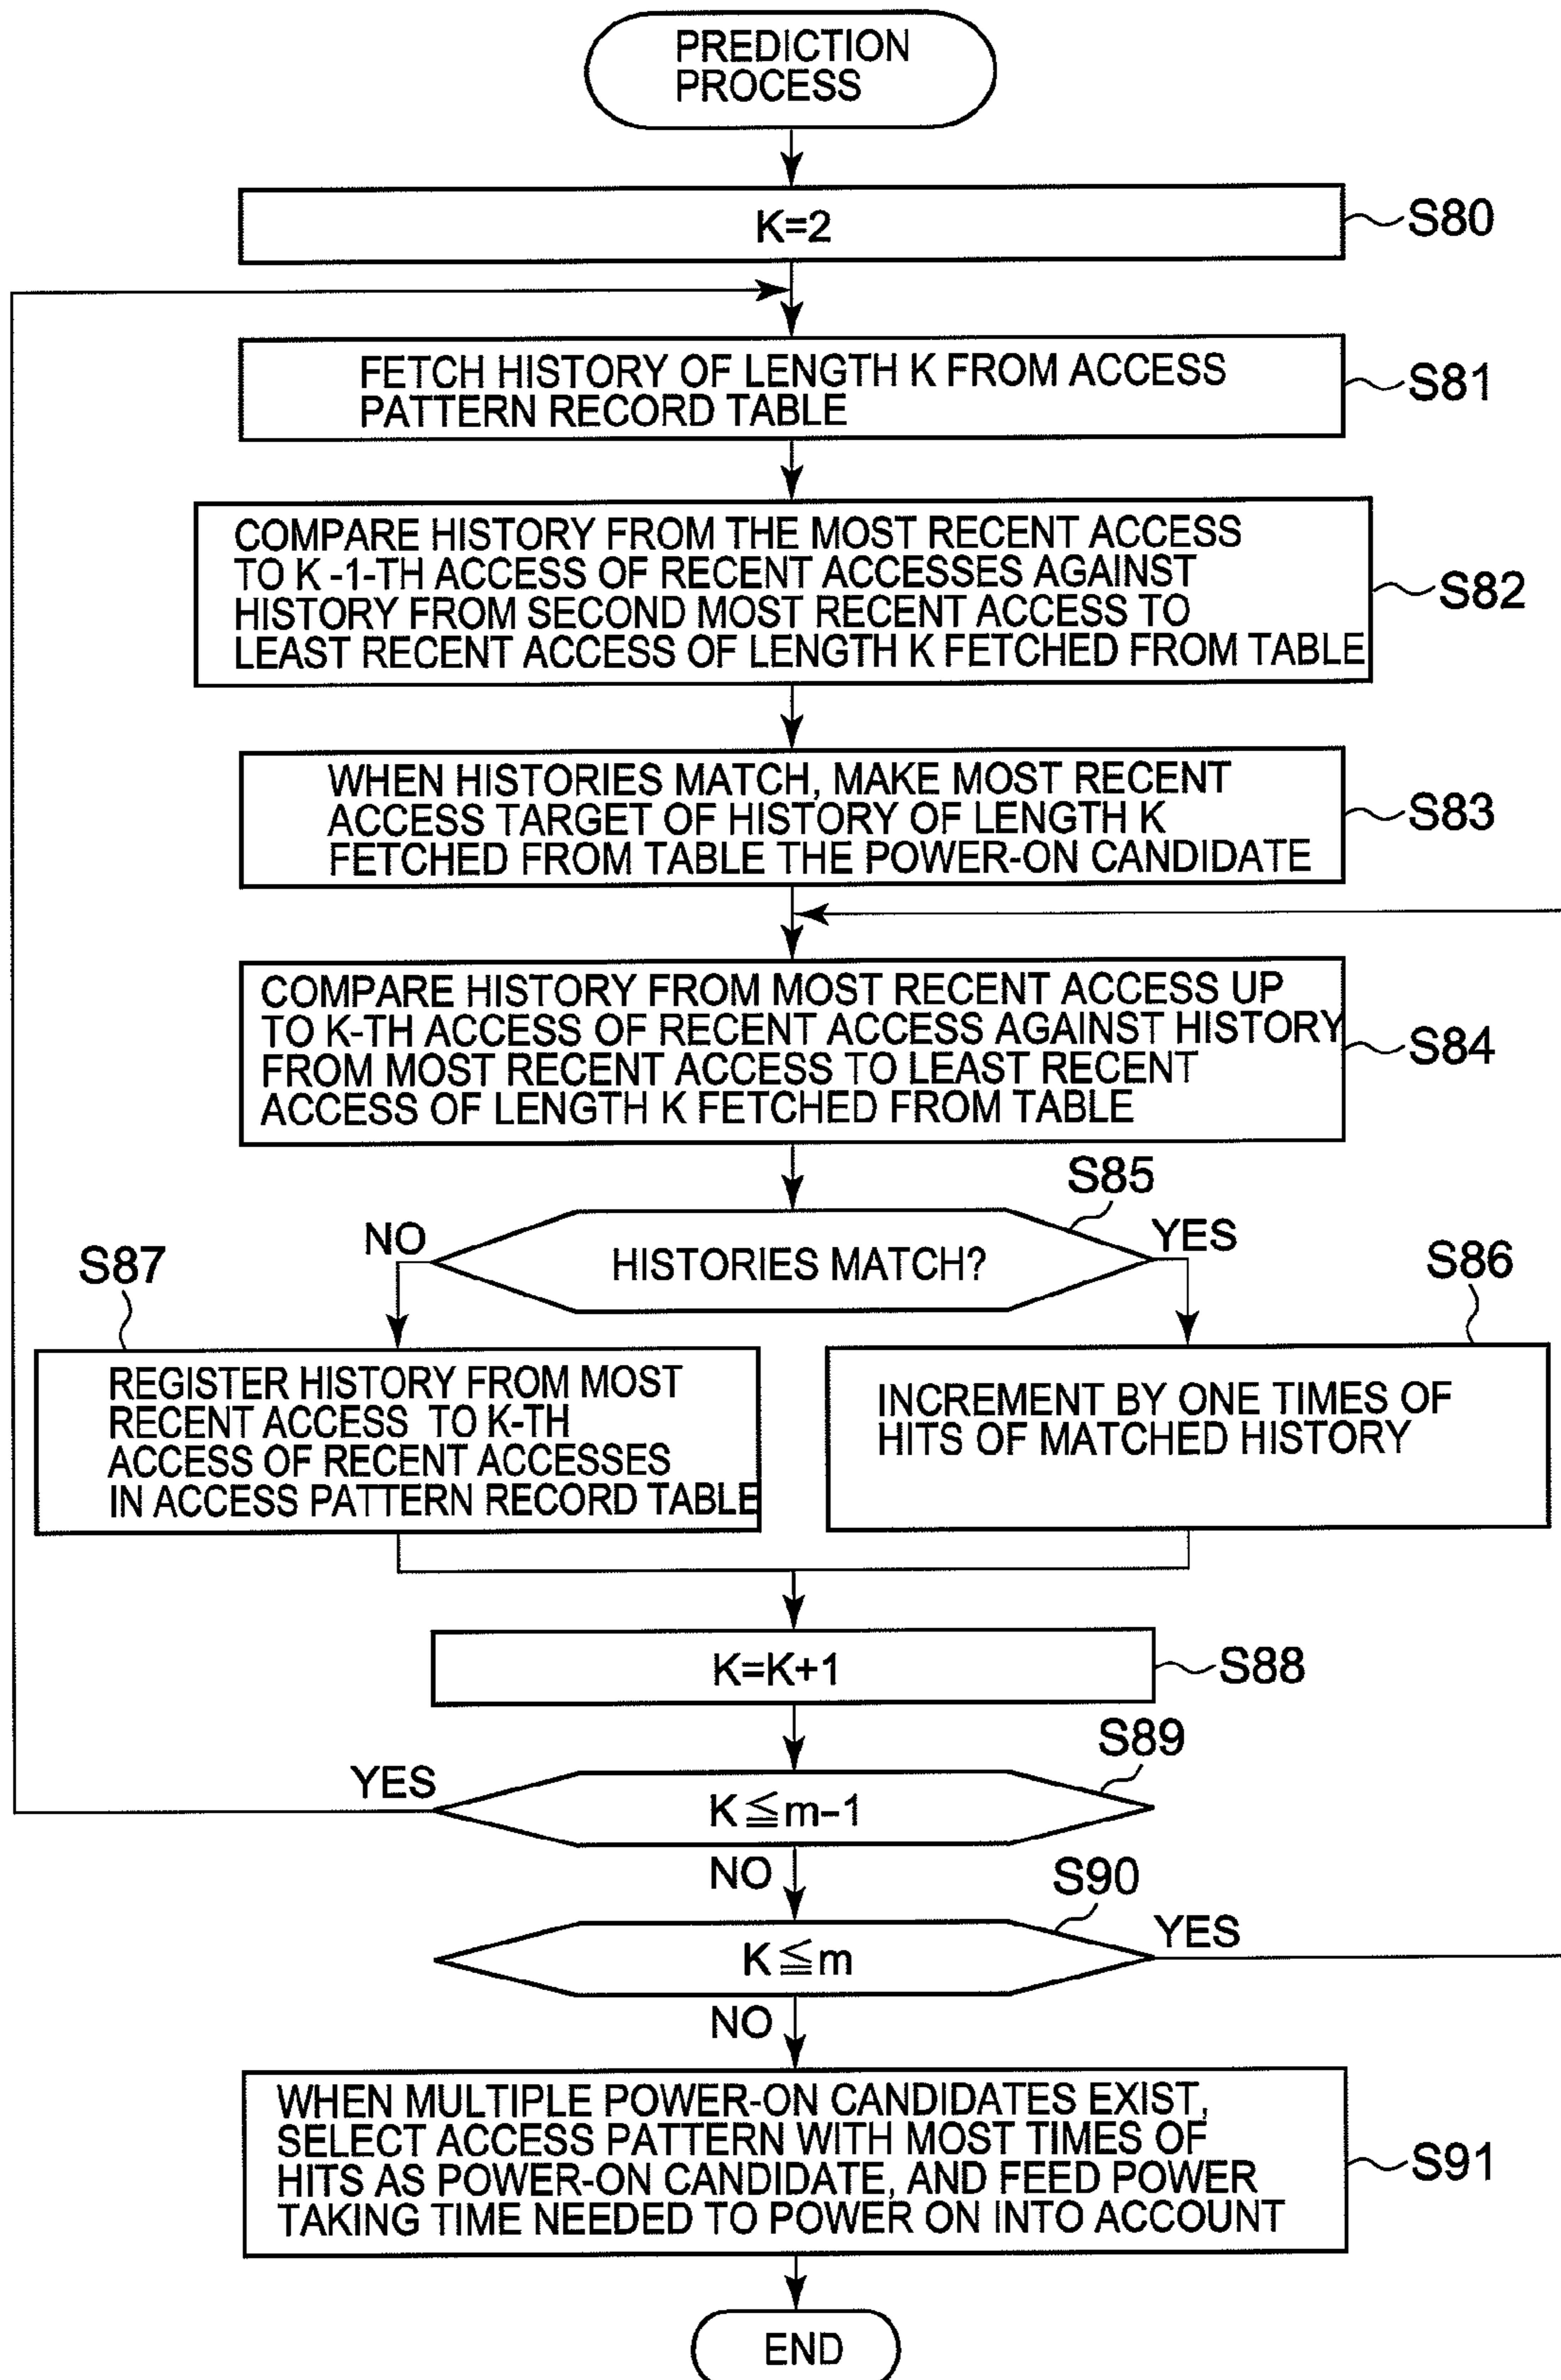 PREDICTION
PROCESS
K=2
S80
FETCH HISTORY OF LENGTH K FROM ACCESS
PATTERN RECORD TABLE
S81
COMPARE HISTORY FROM THE MOST RECENT ACCESS
TO K -1-TH ACCESS OF RECENT ACCESSES AGAINST
HISTORY FROM SECOND MOST RECENT ACCESS TO
LEAST RECENT ACCESS OF LENGTH K FETCHED FROM TABLE
S82
WHEN HISTORIES MATCH, MAKE MOST RECENT
ACCESS TARGET OF HISTORY OF LENGTH K
FETCHED FROM TABLE THE POWER-ON CANDIDATE
S83
COMPARE HISTORY FROM MOST RECENT ACCESS UP
TO K-TH ACCESS OF RECENT ACCESS AGAINST HISTORY
FROM MOST RECENT ACCESS TO LEAST RECENT
ACCESS OF LENGTH K FETCHED FROM TABLE
S84
S85
NO
HISTORIES MATCH?
YES
S87
S86
REGISTER HISTORY FROM MOST
RECENT ACCESS TO K-TH
ACCESS OF RECENT ACCESSES
IN ACCESS PATTERN RECORD TABLE
INCREMENT BY ONE TIMES OF
HITS OF MATCHED HISTORY
K=K+1
S88
S89
YES
K≦m-1
NO
S90
K≦m
YES
NO
WHEN MULTIPLE POWER-ON CANDIDATES EXIST,
SELECT ACCESS PATTERN WITH MOST TIMES OF
HITS AS POWER-ON CANDIDATE, AND FEED POWER
TAKING TIME NEEDED TO POWER ON INTO ACCOUNT
S91
END